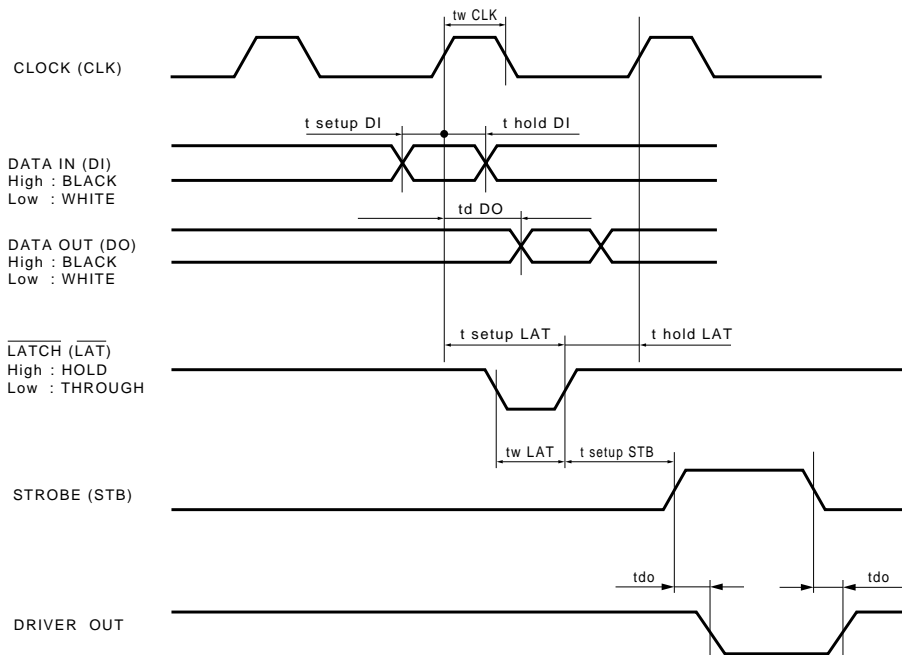 tw CLK
CLOCK (CLK)
t setup DI
t hold DI
DATA IN (DI)
High : BLACK
Low : WHITE
td DO
DATA OUT (DO)
High : BLACK
Low : WHITE
t setup LAT
t hold LAT
LATCH (LAT)
High : HOLD
Low : THROUGH
tw LAT
t setup STB
STROBE (STB)
tdo
tdo
DRIVER OUT